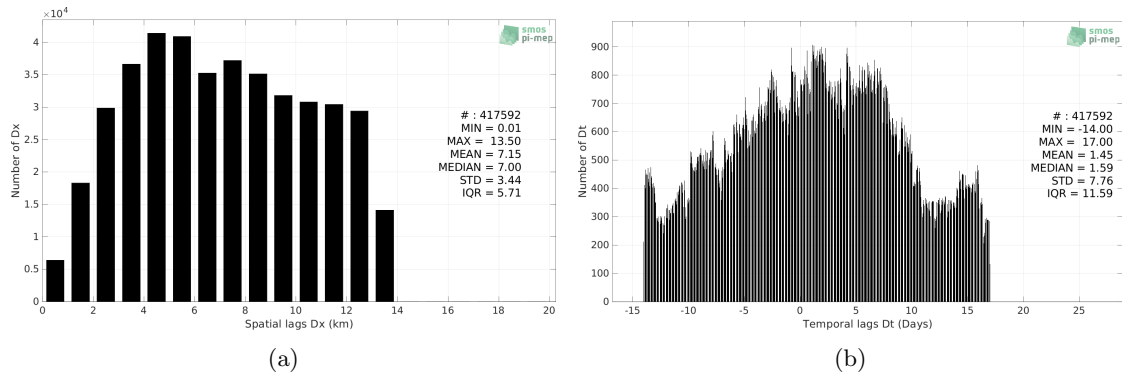 ×10⁴
4
3.5
3
2.5
2
1.5
1
0.5
0
0 2 4 6 8 10 12 14 16 18 20
Number of Dx
Spatial lags Dx (km)
smos
pi-mep
# : 417592
MIN = 0.01
MAX = 13.50
MEAN = 7.15
MEDIAN = 7.00
STD = 3.44
IQR = 5.71
(a)
900
800
700
600
500
400
300
200
100
0
-15 -10 -5 0 5 10 15 20 25
Number of Dt
Temporal lags Dt (Days)
smos
pi-mep
# : 417592
MIN = -14.00
MAX = 17.00
MEAN = 1.45
MEDIAN = 1.59
STD = 7.76
IQR = 11.59
(b)